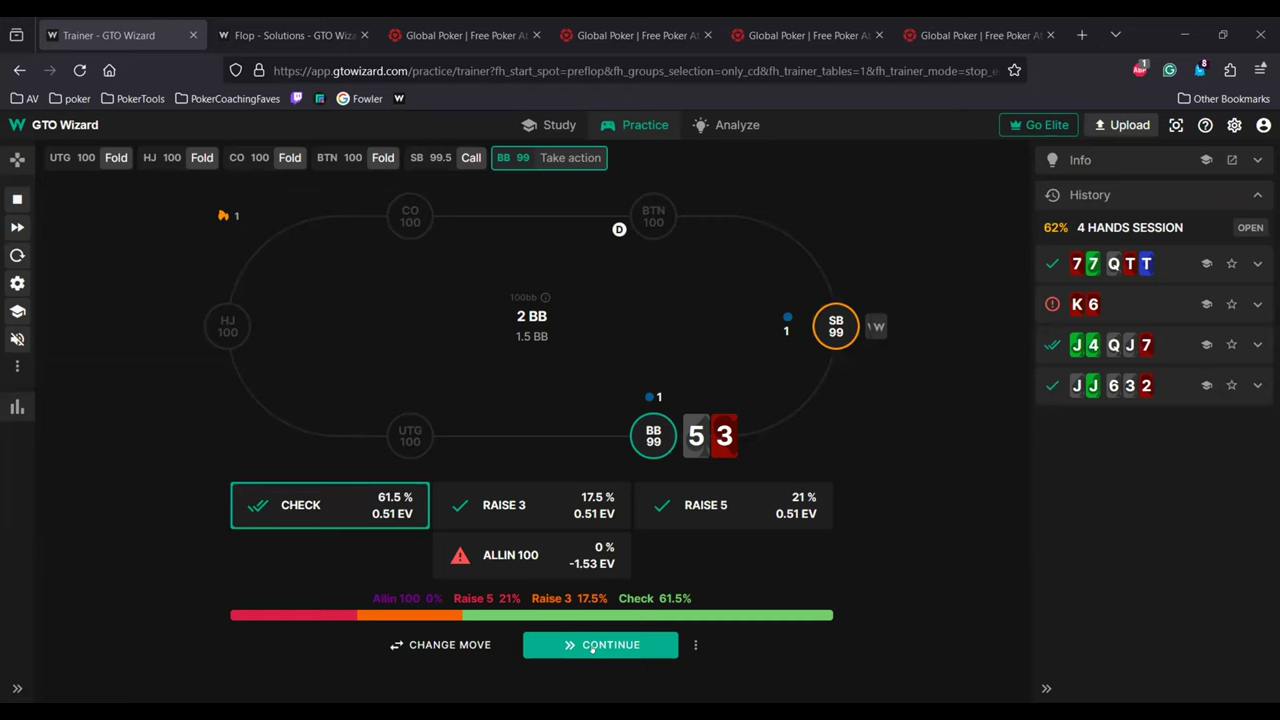 Trainer - GTO Wizard
Flop - Solutions - GTO Wiza
Global Poker | Free Poker At
Global Poker | Free Poker At
Global Poker | Free Poker At
Global Poker | Free Poker At
https://app.gtowizard.com/practice/trainer?fh_start_spot=preflop&fh_groups_selection=only_cd&fh_trainer_tables=1&fh_trainer_mode=stop_e
1
8
AV
poker
PokerTools
PokerCoachingFaves
Fowler
Other Bookmarks
GTO Wizard
Study
Practice
Analyze
Go Elite
Upload
UTG 100 Fold
HJ 100 Fold
CO 100 Fold
BTN 100 Fold
SB 99.5 Call
BB 99 Take action
Info
History
62% 4 HANDS SESSION OPEN
7 7 Q T T
K 6
J 4 Q J 7
J J 6 3 2
1
CO
100
BTN
100
D
HJ
100
100bb
2 BB
1.5 BB
1
SB
99
W
1
UTG
100
BB
99
5 3
CHECK
61.5 %
0.51 EV
RAISE 3
17.5 %
0.51 EV
RAISE 5
21 %
0.51 EV
ALLIN 100
0 %
-1.53 EV
Allin 100 0% Raise 5 21% Raise 3 17.5% Check 61.5%
CHANGE MOVE
CONTINUE